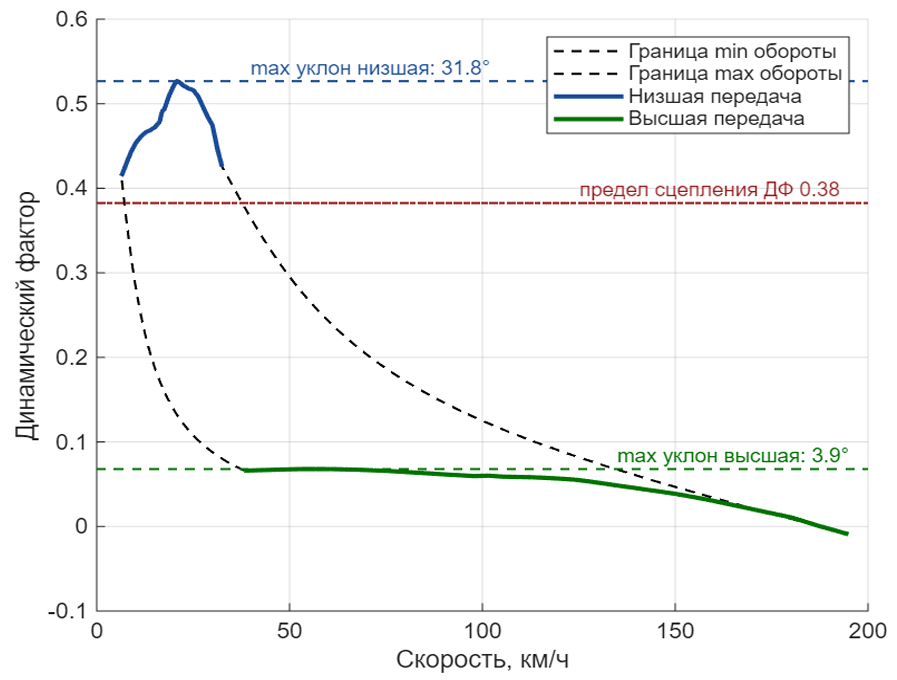 0.6
0.5
0.4
0.3
0.2
0.1
0
-0.1
Динамический фактор
max уклон низшая: 31.8°
Граница min обороты
Граница max обороты
Низшая передача
Высшая передача
предел сцепления ДФ 0.38
max уклон высшая: 3.9°
0 50 100 150 200
Скорость, км/ч